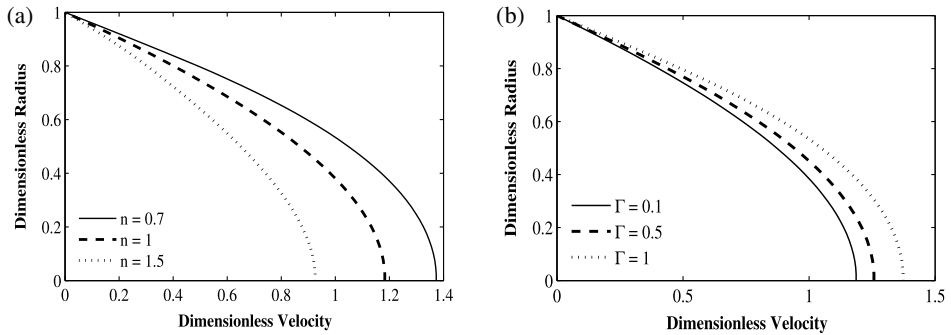 (a)
1
0.8
0.6
0.4
0.2
0
Dimensionless Radius
n = 0.7
n = 1
n = 1.5
0 0.2 0.4 0.6 0.8 1 1.2 1.4
Dimensionless Velocity
(b)
1
0.8
0.6
0.4
0.2
0
Dimensionless Radius
Γ = 0.1
Γ = 0.5
Γ = 1
0 0.5 1 1.5
Dimensionless Velocity